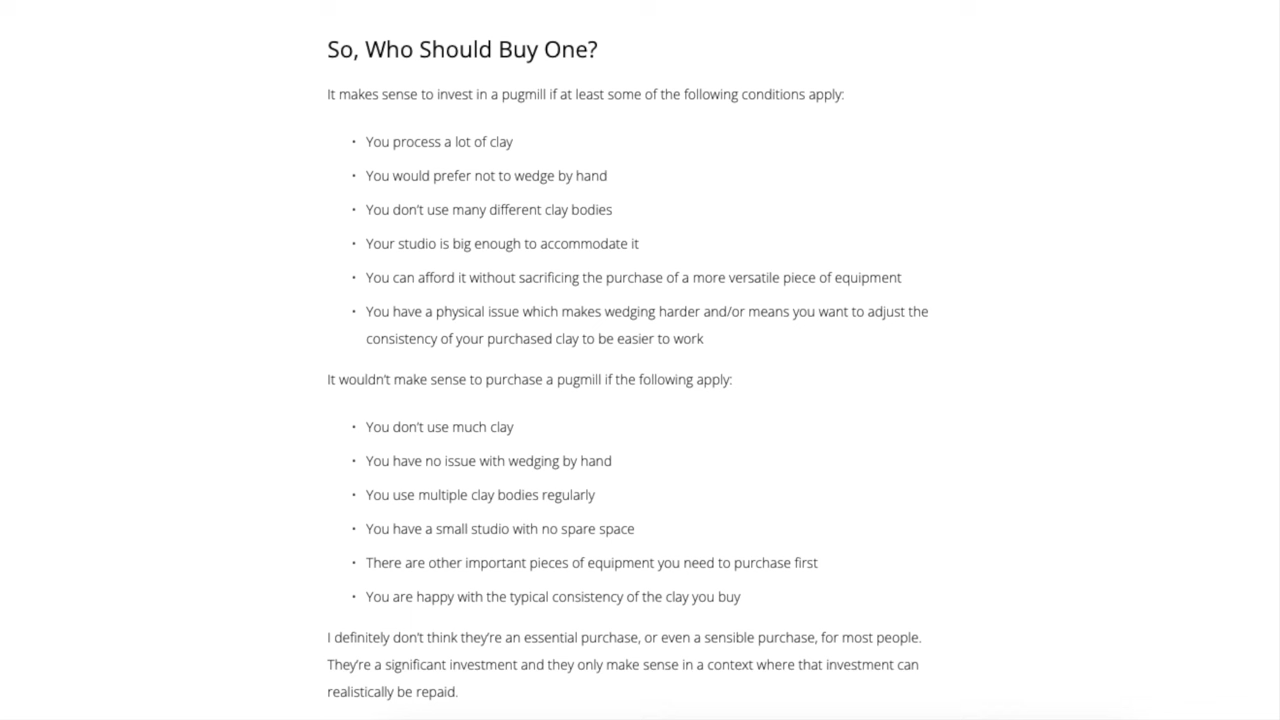 So, Who Should Buy One?
It makes sense to invest in a pugmill if at least some of the following conditions apply:
• You process a lot of clay
• You would prefer not to wedge by hand
• You don’t use many different clay bodies
• Your studio is big enough to accommodate it
• You can afford it without sacrificing the purchase of a more versatile piece of equipment
• You have a physical issue which makes wedging harder and/or means you want to adjust the
consistency of your purchased clay to be easier to work
It wouldn’t make sense to purchase a pugmill if the following apply:
• You don’t use much clay
• You have no issue with wedging by hand
• You use multiple clay bodies regularly
• You have a small studio with no spare space
• There are other important pieces of equipment you need to purchase first
• You are happy with the typical consistency of the clay you buy
I definitely don’t think they’re an essential purchase, or even a sensible purchase, for most people.
They’re a significant investment and they only make sense in a context where that investment can
realistically be repaid.